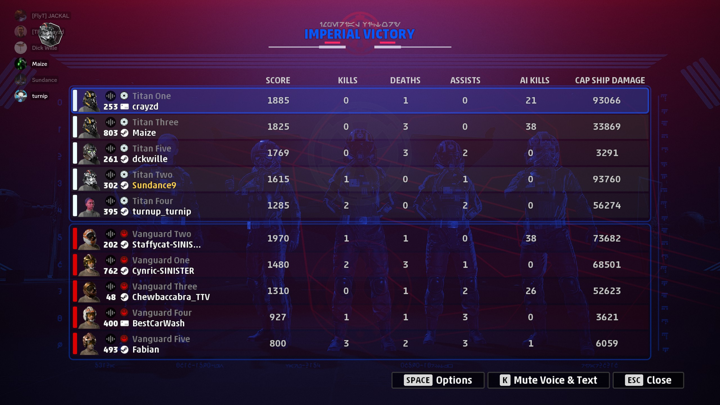 [FlyT] JACKAL
Dick Wille
Maize
Sundance
turnip
IMPERIAL VICTORY
SCORE KILLS DEATHS ASSISTS AI KILLS CAP SHIP DAMAGE
Titan One
253 crayzd 1885 0 1 0 21 93066
Titan Three
803 Maize 1825 0 3 0 38 33869
Titan Five
261 dckwille 1769 0 3 2 0 3291
Titan Two
302 Sundance9 1615 1 0 1 0 93760
Titan Four
395 turnup_turnip 1285 2 0 2 0 56274
Vanguard Two
202 Staffycat-SINIS... 1970 1 1 0 38 73682
Vanguard One
762 Cynric-SINISTER 1480 2 3 1 0 68501
Vanguard Three
48 Chewbaccabra_TTV 1310 0 1 2 26 52623
Vanguard Four
400 BestCarWash 927 1 1 3 0 3621
Vanguard Five
493 Fabian 800 3 2 3 1 6059
SPACE Options K Mute Voice & Text ESC Close